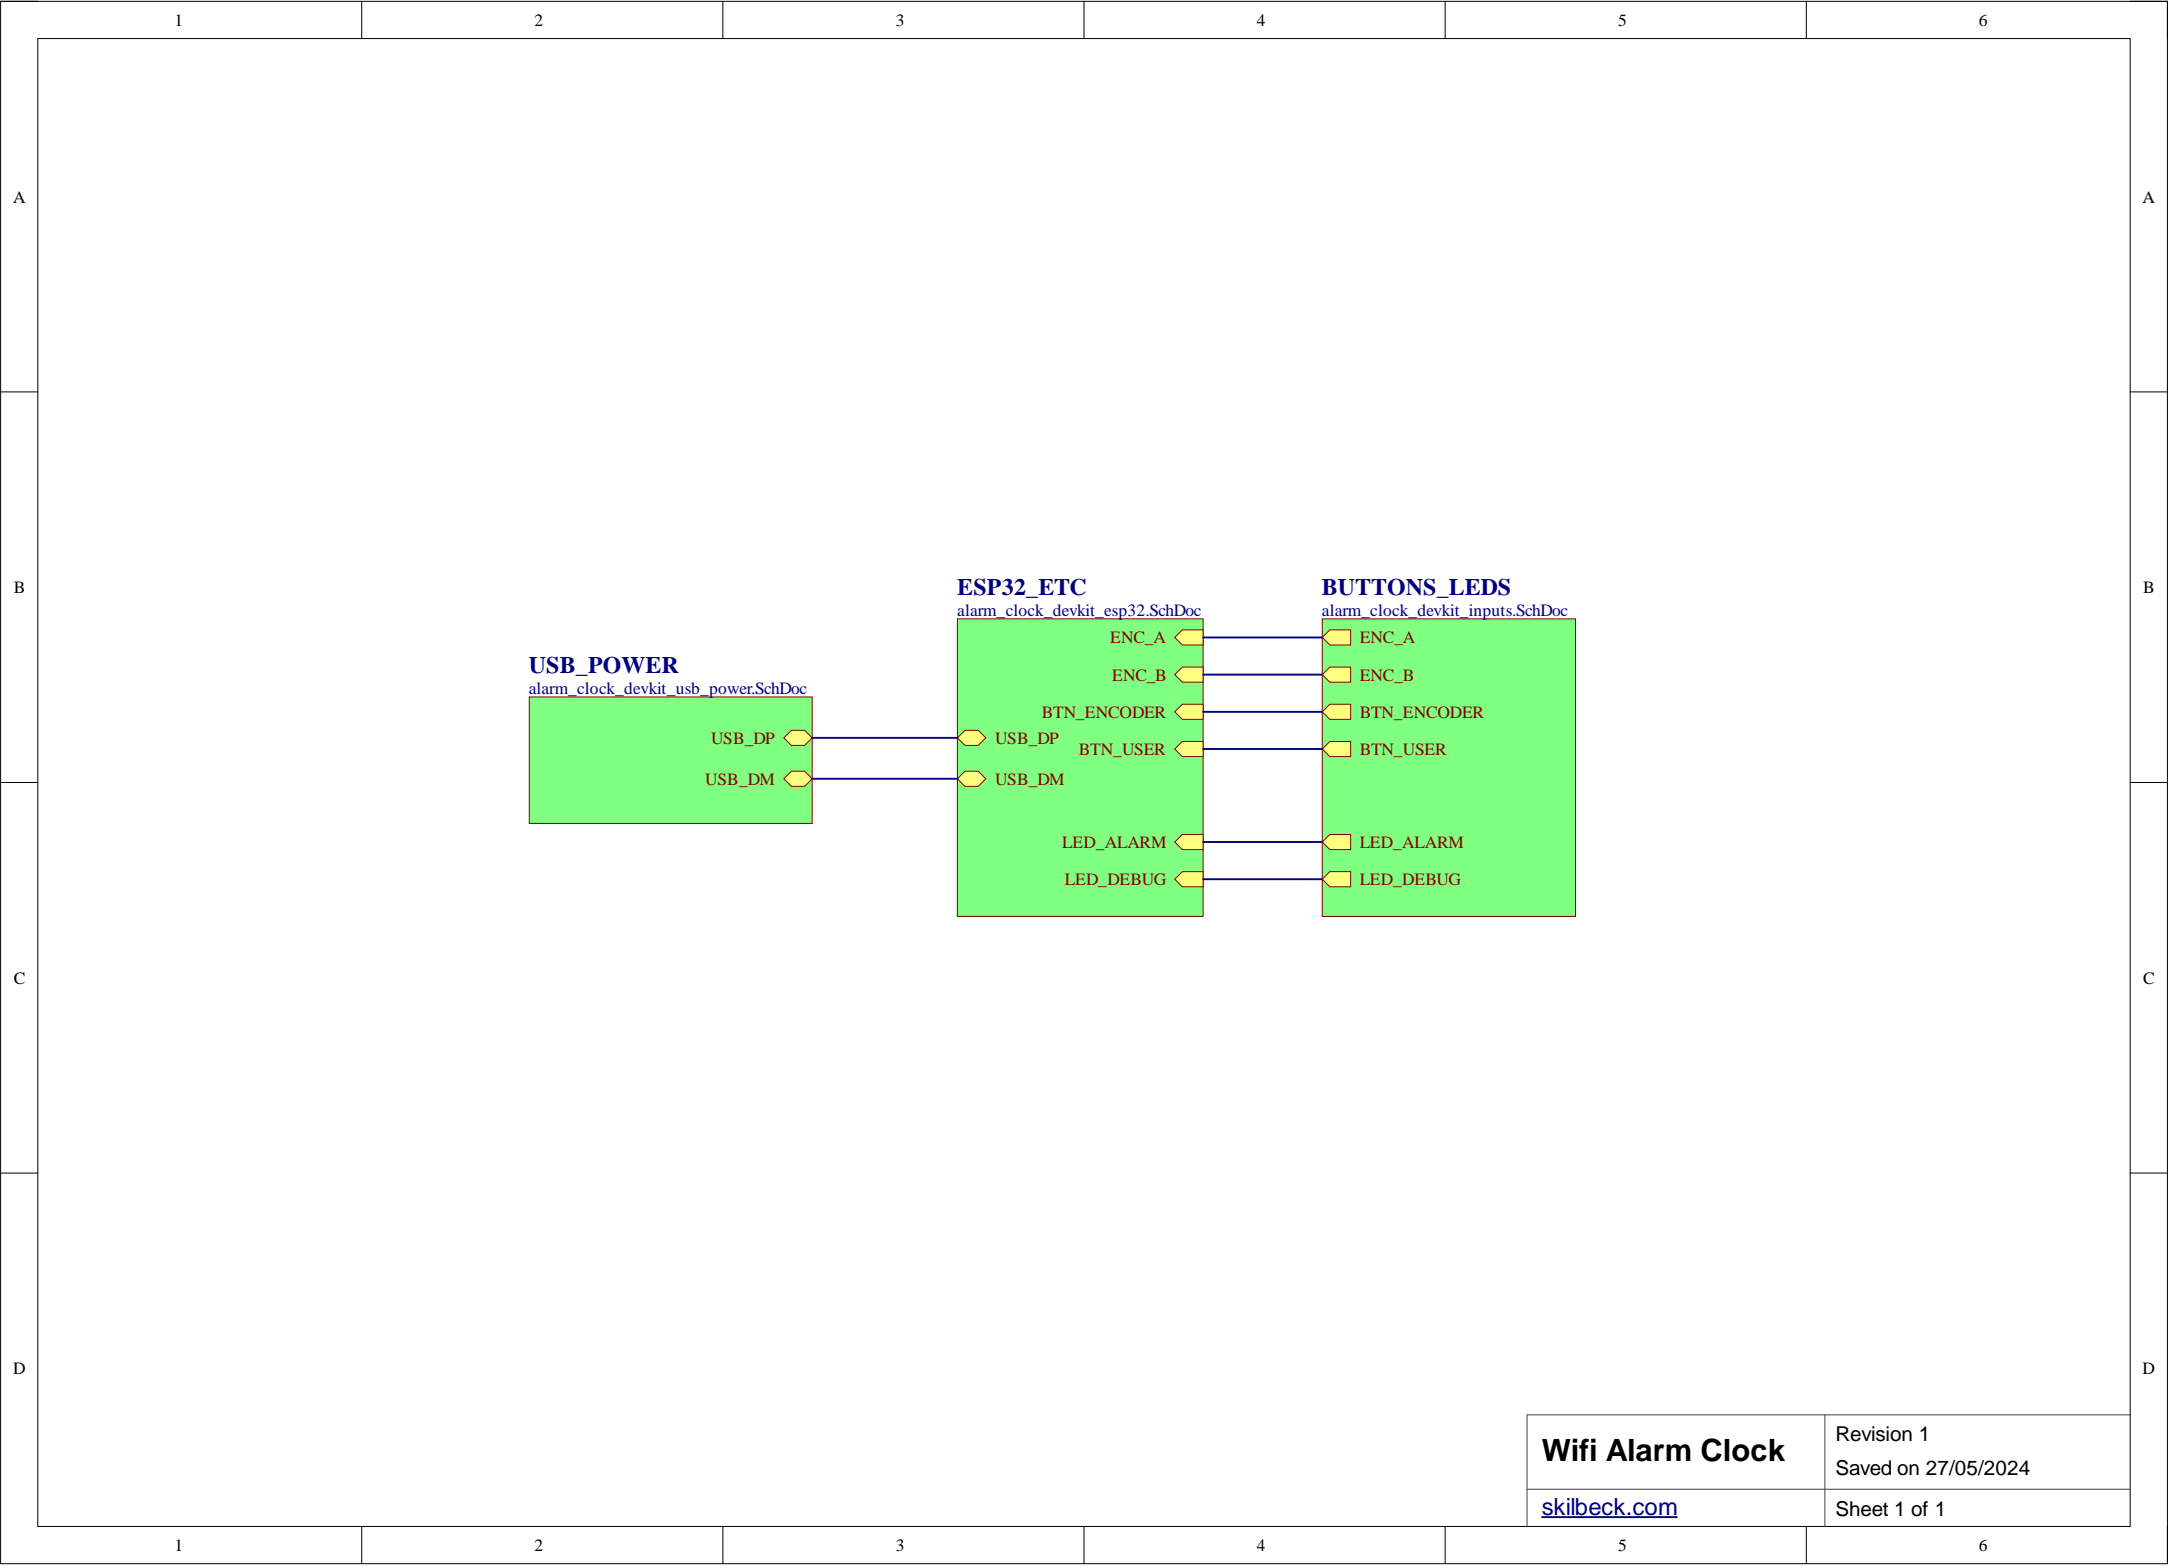 1 2 3 4 5 6
A A
B B
ESP32_ETC
alarm_clock_devkit_esp32.SchDoc
BUTTONS_LEDS
alarm_clock_devkit_inputs.SchDoc
USB_POWER
alarm_clock_devkit_usb_power.SchDoc
ENC_A ENC_A
ENC_B ENC_B
BTN_ENCODER BTN_ENCODER
USB_DP USB_DP
BTN_USER BTN_USER
USB_DM USB_DM
LED_ALARM LED_ALARM
LED_DEBUG LED_DEBUG
C C
D D
Wifi Alarm Clock
Revision 1
Saved on 27/05/2024
skilbeck.com
Sheet 1 of 1
1 2 3 4 5 6